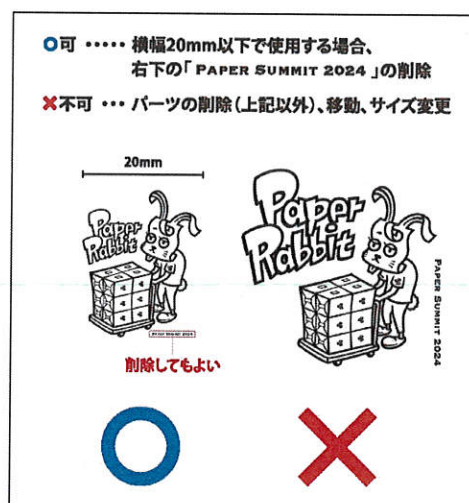 ○可 ····· 横幅20mm以下で使用する場合、
右下の「 PAPER SUMMIT 2024 」の削除
×不可 ··· パーツの削除（上記以外）、移動、サイズ変更
20mm
Paper
Rabbit
PAPER SUMMIT 2024
削除してもよい
Paper
Rabbit
PAPER SUMMIT 2024